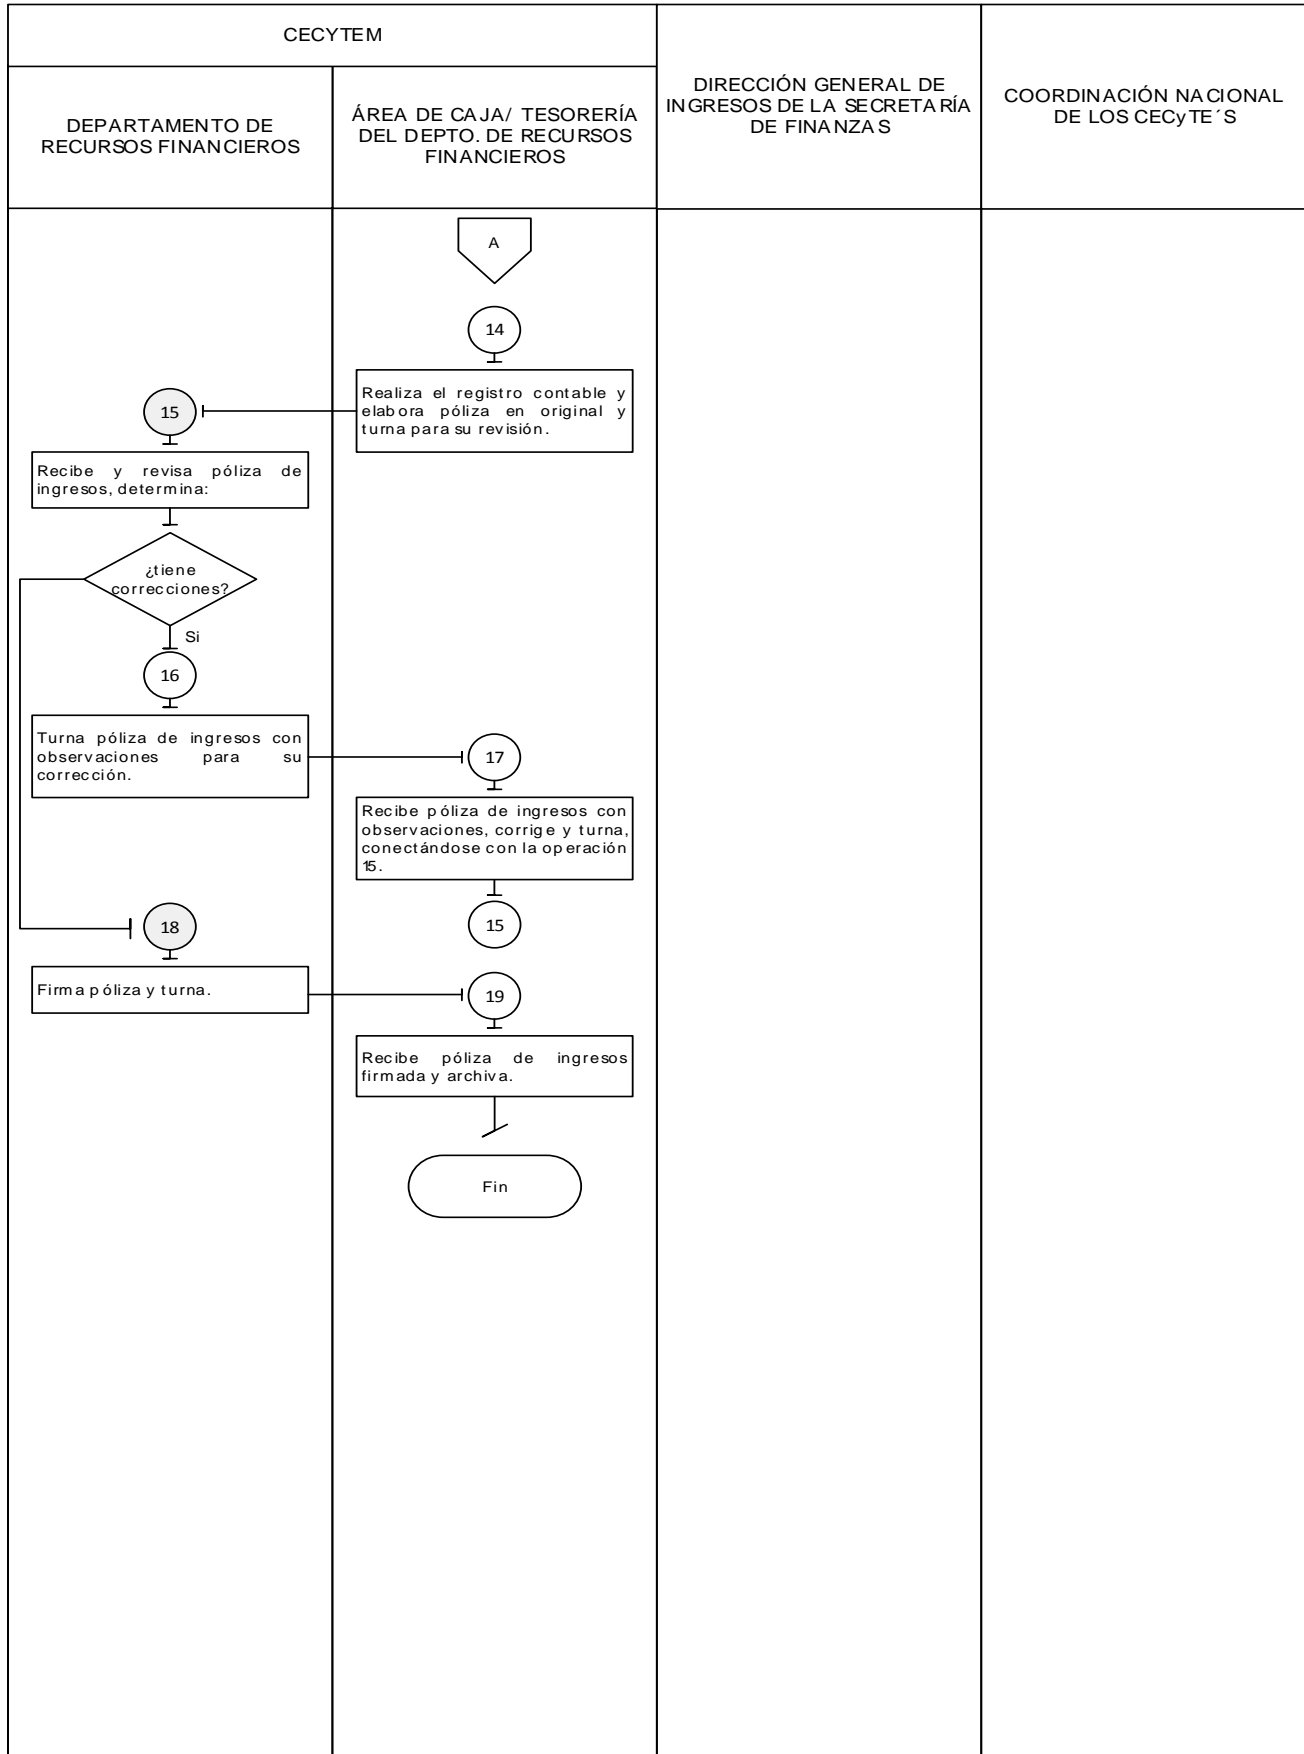 CECYTEM
DEPARTAMENTO DE
RECURSOS FINANCIEROS
ÁREA DE CAJA/ TESORERÍA
DEL DEPTO. DE RECURSOS
FINANCIEROS
DIRECCIÓN GENERAL DE
INGRESOS DE LA SECRETARÍA
DE FINANZAS
COORDINACIÓN NACIONAL
DE LOS CECyTE´S
A
14
Realiza el registro contable y
elabora póliza en original y
turna para su revisión.
15
Recibe y revisa póliza de
ingresos, determina:
¿tiene
correcciones?
Si
16
Turna póliza de ingresos con
observaciones para su
corrección.
17
Recibe póliza de ingresos con
observaciones, corrige y turna,
conectándose con la operación
15.
15
18
Firma póliza y turna.
19
Recibe póliza de ingresos
firmada y archiva.
Fin